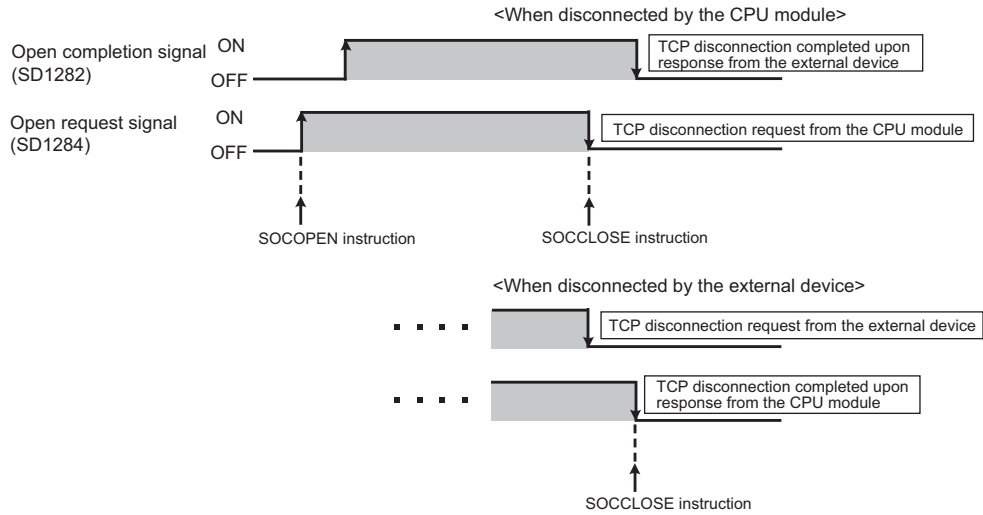 <When disconnected by the CPU module>
Open completion signal
(SD1282)
ON
OFF
TCP disconnection completed upon
response from the external device
Open request signal
(SD1284)
ON
OFF
TCP disconnection request from the CPU module
SOCOPEN instruction
SOCCLOSE instruction
<When disconnected by the external device>
TCP disconnection request from the external device
TCP disconnection completed upon
response from the CPU module
SOCCLOSE instruction